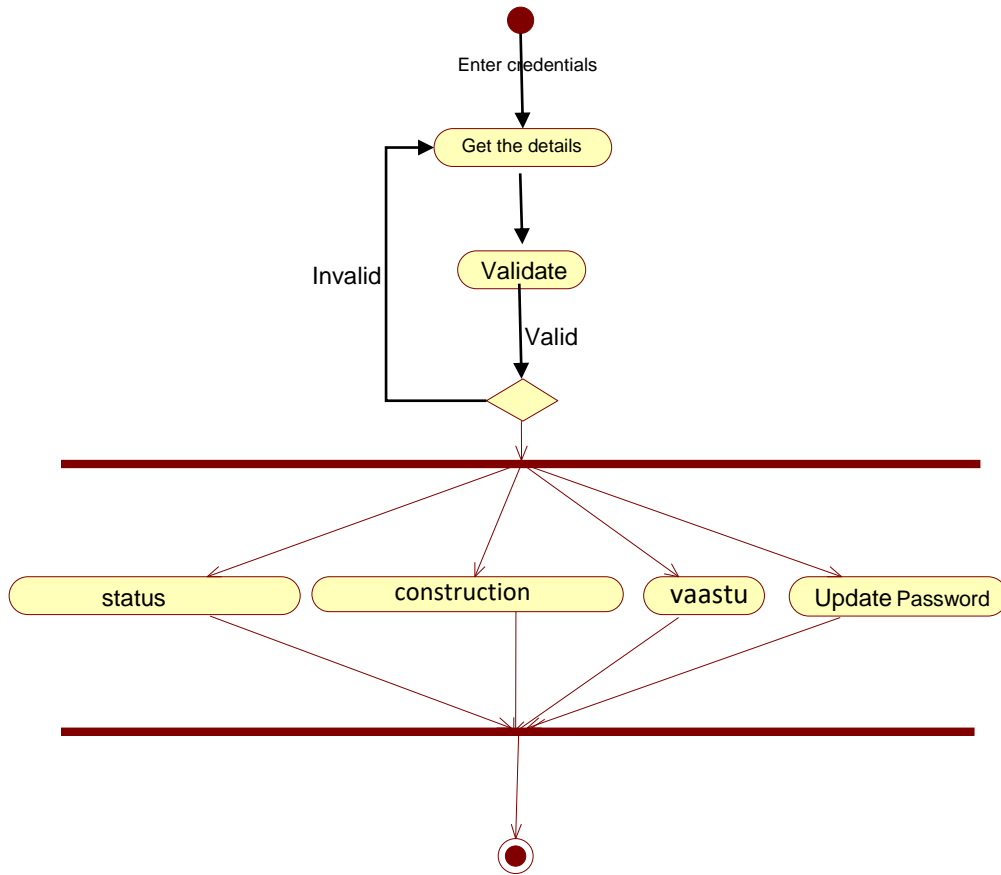 Enter credentials
Get the details
Validate
Invalid
Valid
status
construction
vaastu
Update Password